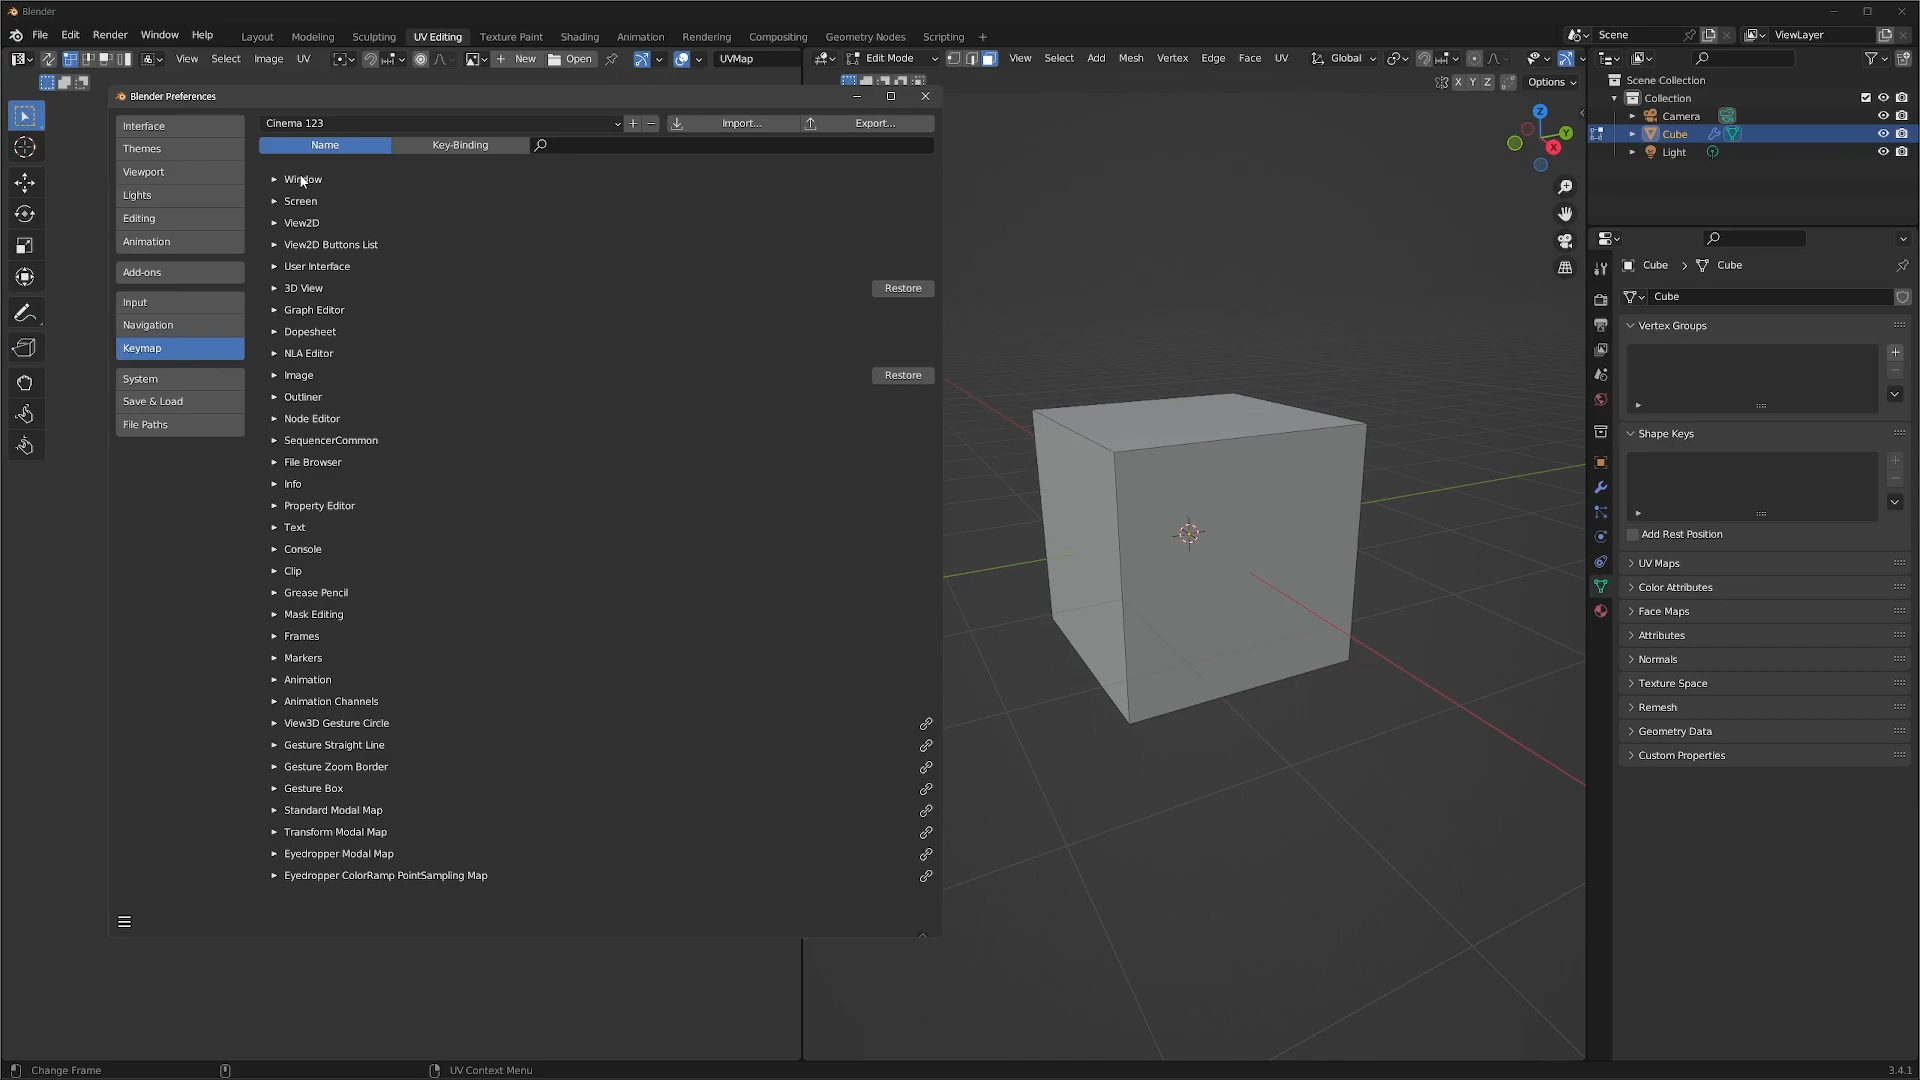 Blender
File Edit Render Window Help Layout Modeling Sculpting UV Editing Texture Paint Shading Animation Rendering Compositing Geometry Nodes Scripting + Scene ViewLayer
View Select Image UV New Open UVMap Edit Mode View Select Add Mesh Vertex Edge Face UV Global
X Y Z Options
Scene Collection
Collection
Camera
Cube
Light
Blender Preferences
Interface
Themes
Viewport
Lights
Editing
Animation
Add-ons
Input
Navigation
Keymap
System
Save & Load
File Paths
Cinema 123 Import... Export...
Name Key-Binding
Window
Screen
View2D
View2D Buttons List
User Interface
3D View Restore
Graph Editor
Dopesheet
NLA Editor
Image Restore
Outliner
Node Editor
SequencerCommon
File Browser
Info
Property Editor
Text
Console
Clip
Grease Pencil
Mask Editing
Frames
Markers
Animation
Animation Channels
View3D Gesture Circle
Gesture Straight Line
Gesture Zoom Border
Gesture Box
Standard Modal Map
Transform Modal Map
Eyedropper Modal Map
Eyedropper ColorRamp PointSampling Map
Z
Y
X
Cube > Cube
Cube
Vertex Groups
Shape Keys
Add Rest Position
UV Maps
Color Attributes
Face Maps
Attributes
Normals
Texture Space
Remesh
Geometry Data
Custom Properties
Change Frame UV Context Menu 3.4.1